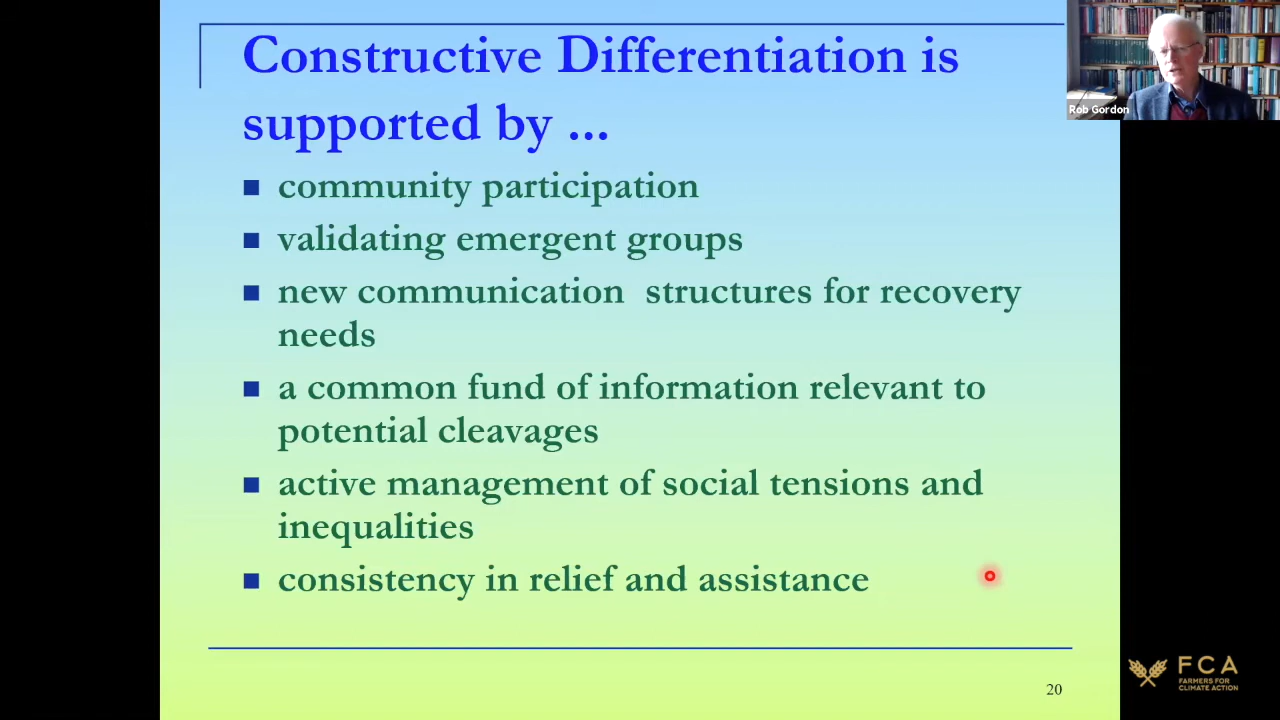 Constructive Differentiation is
supported by ...
community participation
validating emergent groups
new communication structures for recovery
needs
a common fund of information relevant to
potential cleavages
active management of social tensions and
inequalities
consistency in relief and assistance
20
Rob Gordon
FCA
FARMERS FOR
CLIMATE ACTION